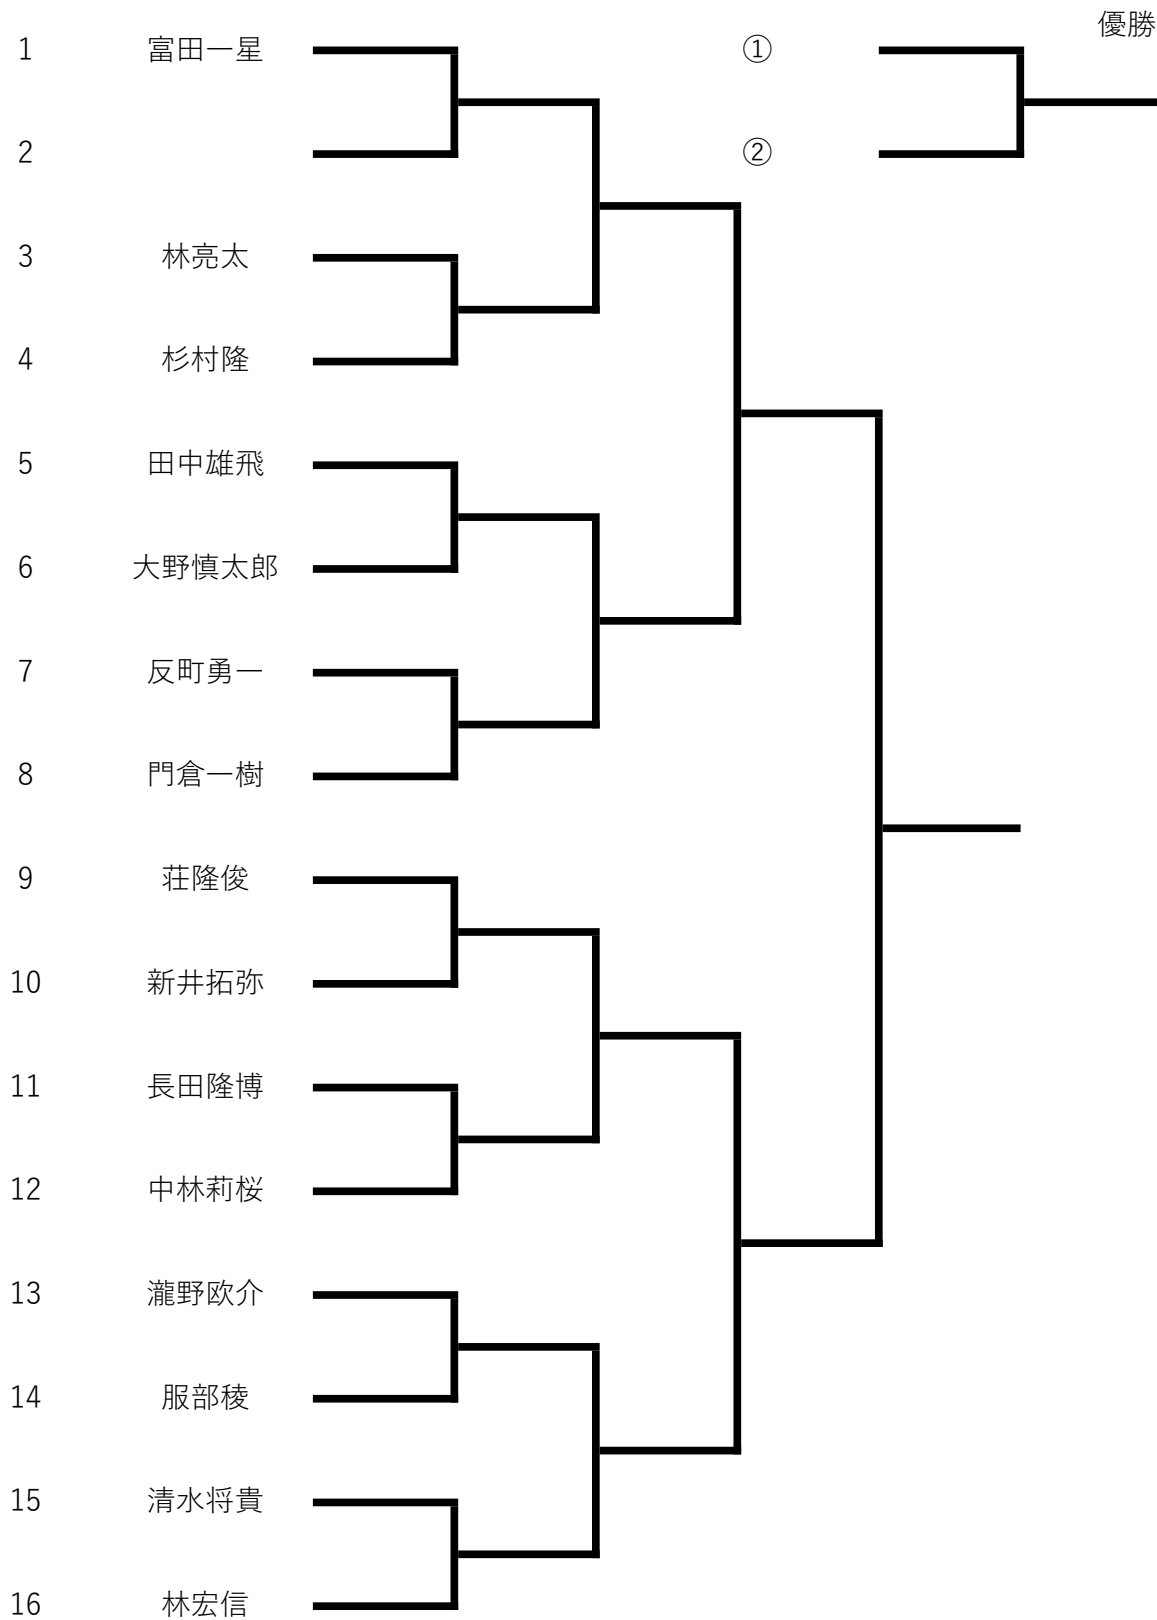 優勝
1 富田一星 ①
2 ②
3 林亮太
4 杉村隆
5 田中雄飛
6 大野慎太郎
7 反町勇一
8 門倉一樹
9 荘隆俊
10 新井拓弥
11 長田隆博
12 中林莉桜
13 瀧野欧介
14 服部稜
15 清水将貴
16 林宏信